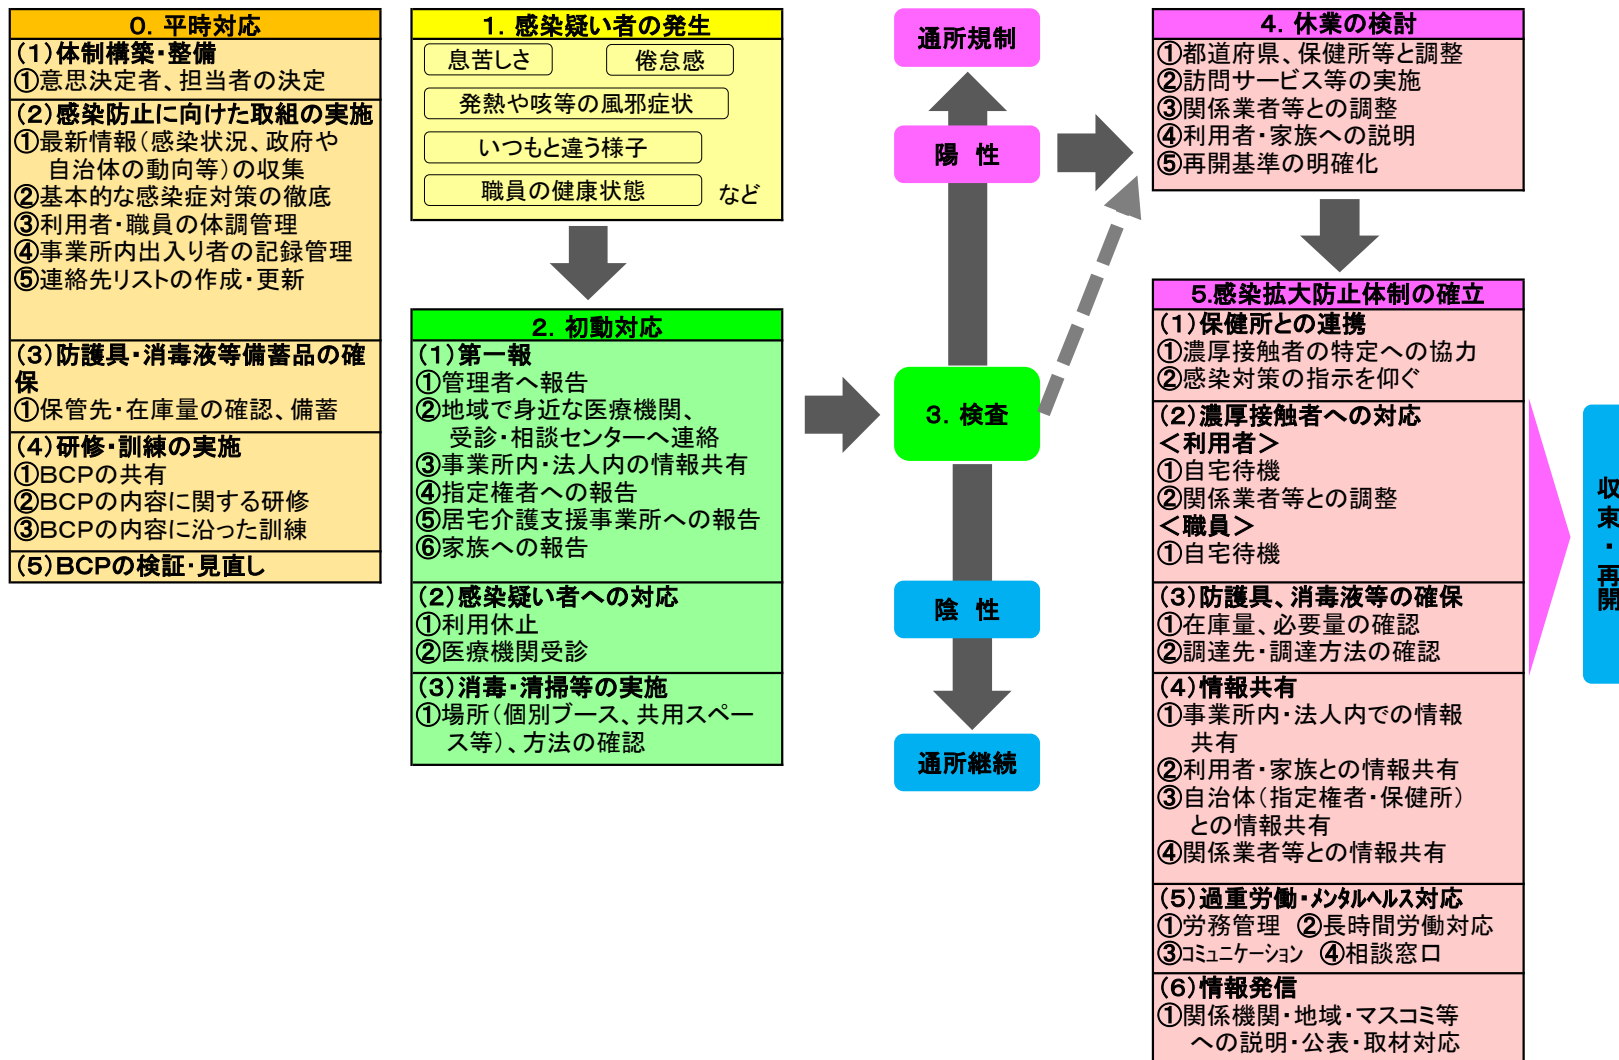 0．平時対応
（1）体制構築・整備
①意思決定者、担当者の決定
（2）感染防止に向けた取組の実施
①最新情報（感染状況、政府や
自治体の動向等）の収集
②基本的な感染症対策の徹底
③利用者・職員の体調管理
④事業所内出入り者の記録管理
⑤連絡先リストの作成・更新
（3）防護具・消毒液等備蓄品の確
保
①保管先・在庫量の確認、備蓄
（4）研修・訓練の実施
①BCPの共有
②BCPの内容に関する研修
③BCPの内容に沿った訓練
（5）BCPの検証・見直し
1．感染疑い者の発生
息苦しさ
倦怠感
発熱や咳等の風邪症状
いつもと違う様子
職員の健康状態
など
2．初動対応
（1）第一報
①管理者へ報告
②地域で身近な医療機関、
受診・相談センターへ連絡
③事業所内・法人内の情報共有
④指定権者への報告
⑤居宅介護支援事業所への報告
⑥家族への報告
（2）感染疑い者への対応
①利用休止
②医療機関受診
（3）消毒・清掃等の実施
①場所（個別ブース、共用スペー
ス等）、方法の確認
通所規制
陽 性
3．検査
陰 性
通所継続
4．休業の検討
①都道府県、保健所等と調整
②訪問サービス等の実施
③関係業者等との調整
④利用者・家族への説明
⑤再開基準の明確化
5.感染拡大防止体制の確立
（1）保健所との連携
①濃厚接触者の特定への協力
②感染対策の指示を仰ぐ
（2）濃厚接触者への対応
＜利用者＞
①自宅待機
②関係業者等との調整
＜職員＞
①自宅待機
（3）防護具、消毒液等の確保
①在庫量、必要量の確認
②調達先・調達方法の確認
（4）情報共有
①事業所内・法人内での情報
共有
②利用者・家族との情報共有
③自治体（指定権者・保健所）
との情報共有
④関係業者等との情報共有
（5）過重労働・ﾒﾝﾀﾙﾍﾙｽ対応
①労務管理 ②長時間労働対応
③ｺﾐｭﾆｹｰｼｮﾝ ④相談窓口
（6）情報発信
①関係機関・地域・マスコミ等
への説明・公表・取材対応
収束・再開